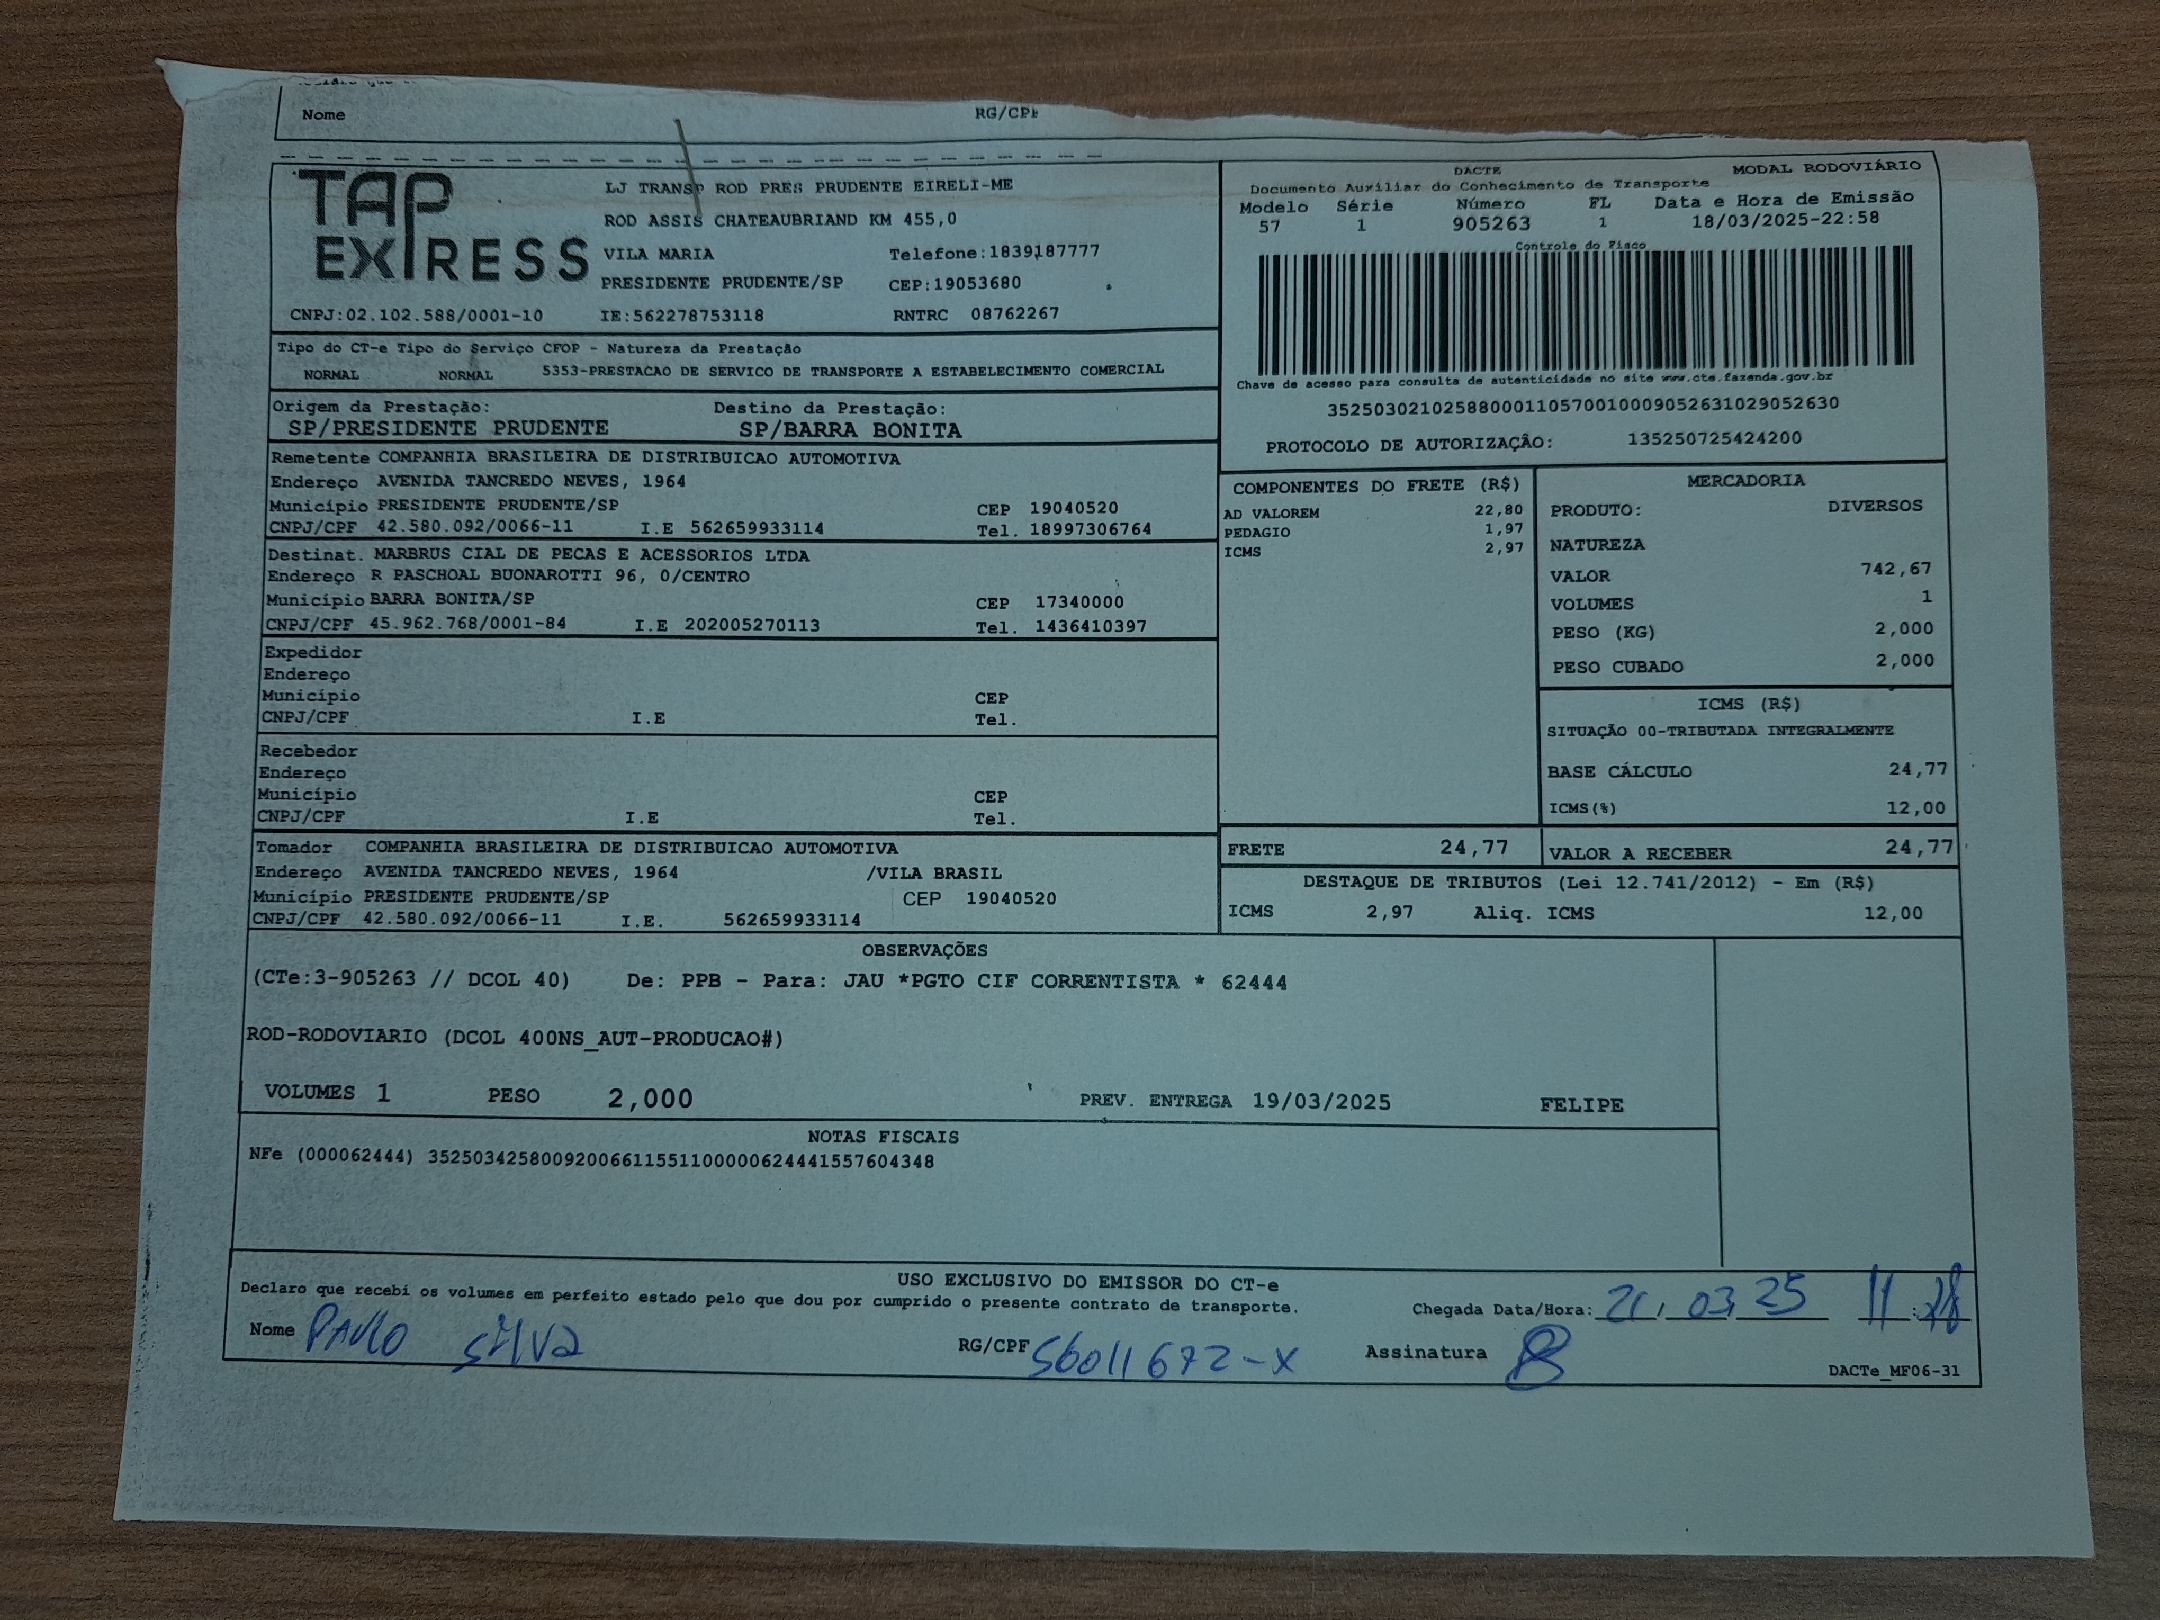 Nome RG/CPF
TAP
EXPRESS
LJ TRANSP ROD PRES PRUDENTE EIRELI-ME
ROD ASSIS CHATEAUBRIAND KM 455,0
VILA MARIA Telefone:1839187777
PRESIDENTE PRUDENTE/SP CEP:19053680
CNPJ:02.102.588/0001-10 IE:562278753118 RNTRC 08762267
DACTE MODAL RODOVIÁRIO
Documento Auxiliar do Conhecimento de Transporte
Modelo Série Número FL Data e Hora de Emissão
57 1 905263 1 18/03/2025-22:58
Controle do Fisco
Chave de acesso para consulta de autenticidade no site www.cte.fazenda.gov.br
35250302102588000110570010009052631029052630
PROTOCOLO DE AUTORIZAÇÂO: 135250725424200
Tipo do CT-e Tipo do Serviço CFOP - Natureza da Prestação
NORMAL NORMAL 5353-PRESTACAO DE SERVICO DE TRANSPORTE A ESTABELECIMENTO COMERCIAL
Origem da Prestação: Destino da Prestação:
SP/PRESIDENTE PRUDENTE SP/BARRA BONITA
Remetente COMPANHIA BRASILEIRA DE DISTRIBUICAO AUTOMOTIVA
Endereço AVENIDA TANCREDO NEVES, 1964
Município PRESIDENTE PRUDENTE/SP CEP 19040520
CNPJ/CPF 42.580.092/0066-11 I.E 562659933114 Tel. 18997306764
Destinat. MARBRUS CIAL DE PECAS E ACESSORIOS LTDA
Endereço R PASCHOAL BUONAROTTI 96, 0/CENTRO
Município BARRA BONITA/SP CEP 17340000
CNPJ/CPF 45.962.768/0001-84 I.E 202005270113 Tel. 1436410397
Expedidor
Endereço
Município CEP
CNPJ/CPF I.E Tel.
Recebedor
Endereço
Município CEP
CNPJ/CPF I.E Tel.
Tomador COMPANHIA BRASILEIRA DE DISTRIBUICAO AUTOMOTIVA
Endereço AVENIDA TANCREDO NEVES, 1964 /VILA BRASIL
Município PRESIDENTE PRUDENTE/SP CEP 19040520
CNPJ/CPF 42.580.092/0066-11 I.E. 562659933114
COMPONENTES DO FRETE (R$)
AD VALOREM 22,80
PEDAGIO 1,97
ICMS 2,97
MERCADORIA
PRODUTO: DIVERSOS
NATUREZA
VALOR 742,67
VOLUMES 1
PESO (KG) 2,000
PESO CUBADO 2,000
ICMS (R$)
SITUAÇÃO 00-TRIBUTADA INTEGRALMENTE
BASE CÁLCULO 24,77
ICMS(%) 12,00
FRETE 24,77 VALOR A RECEBER 24,77
DESTAQUE DE TRIBUTOS (Lei 12.741/2012) - Em (R$)
ICMS 2,97 Aliq. ICMS 12,00
OBSERVAÇÕES
(CTe:3-905263 // DCOL 40) De: PPB - Para: JAU *PGTO CIF CORRENTISTA * 62444
ROD-RODOVIARIO (DCOL 400NS_AUT-PRODUCAO#)
VOLUMES 1 PESO 2,000 PREV. ENTREGA 19/03/2025 FELIPE
NOTAS FISCAIS
NFe (000062444) 35250342580092006611551100000624441557604348
USO EXCLUSIVO DO EMISSOR DO CT-e
Declaro que recebi os volumes em perfeito estado pelo que dou por cumprido o presente contrato de transporte.
Chegada Data/Hora: 21/03/25 11:28
Nome PAULO SILVA RG/CPF 56011672-X Assinatura
DACTe_MF06-31